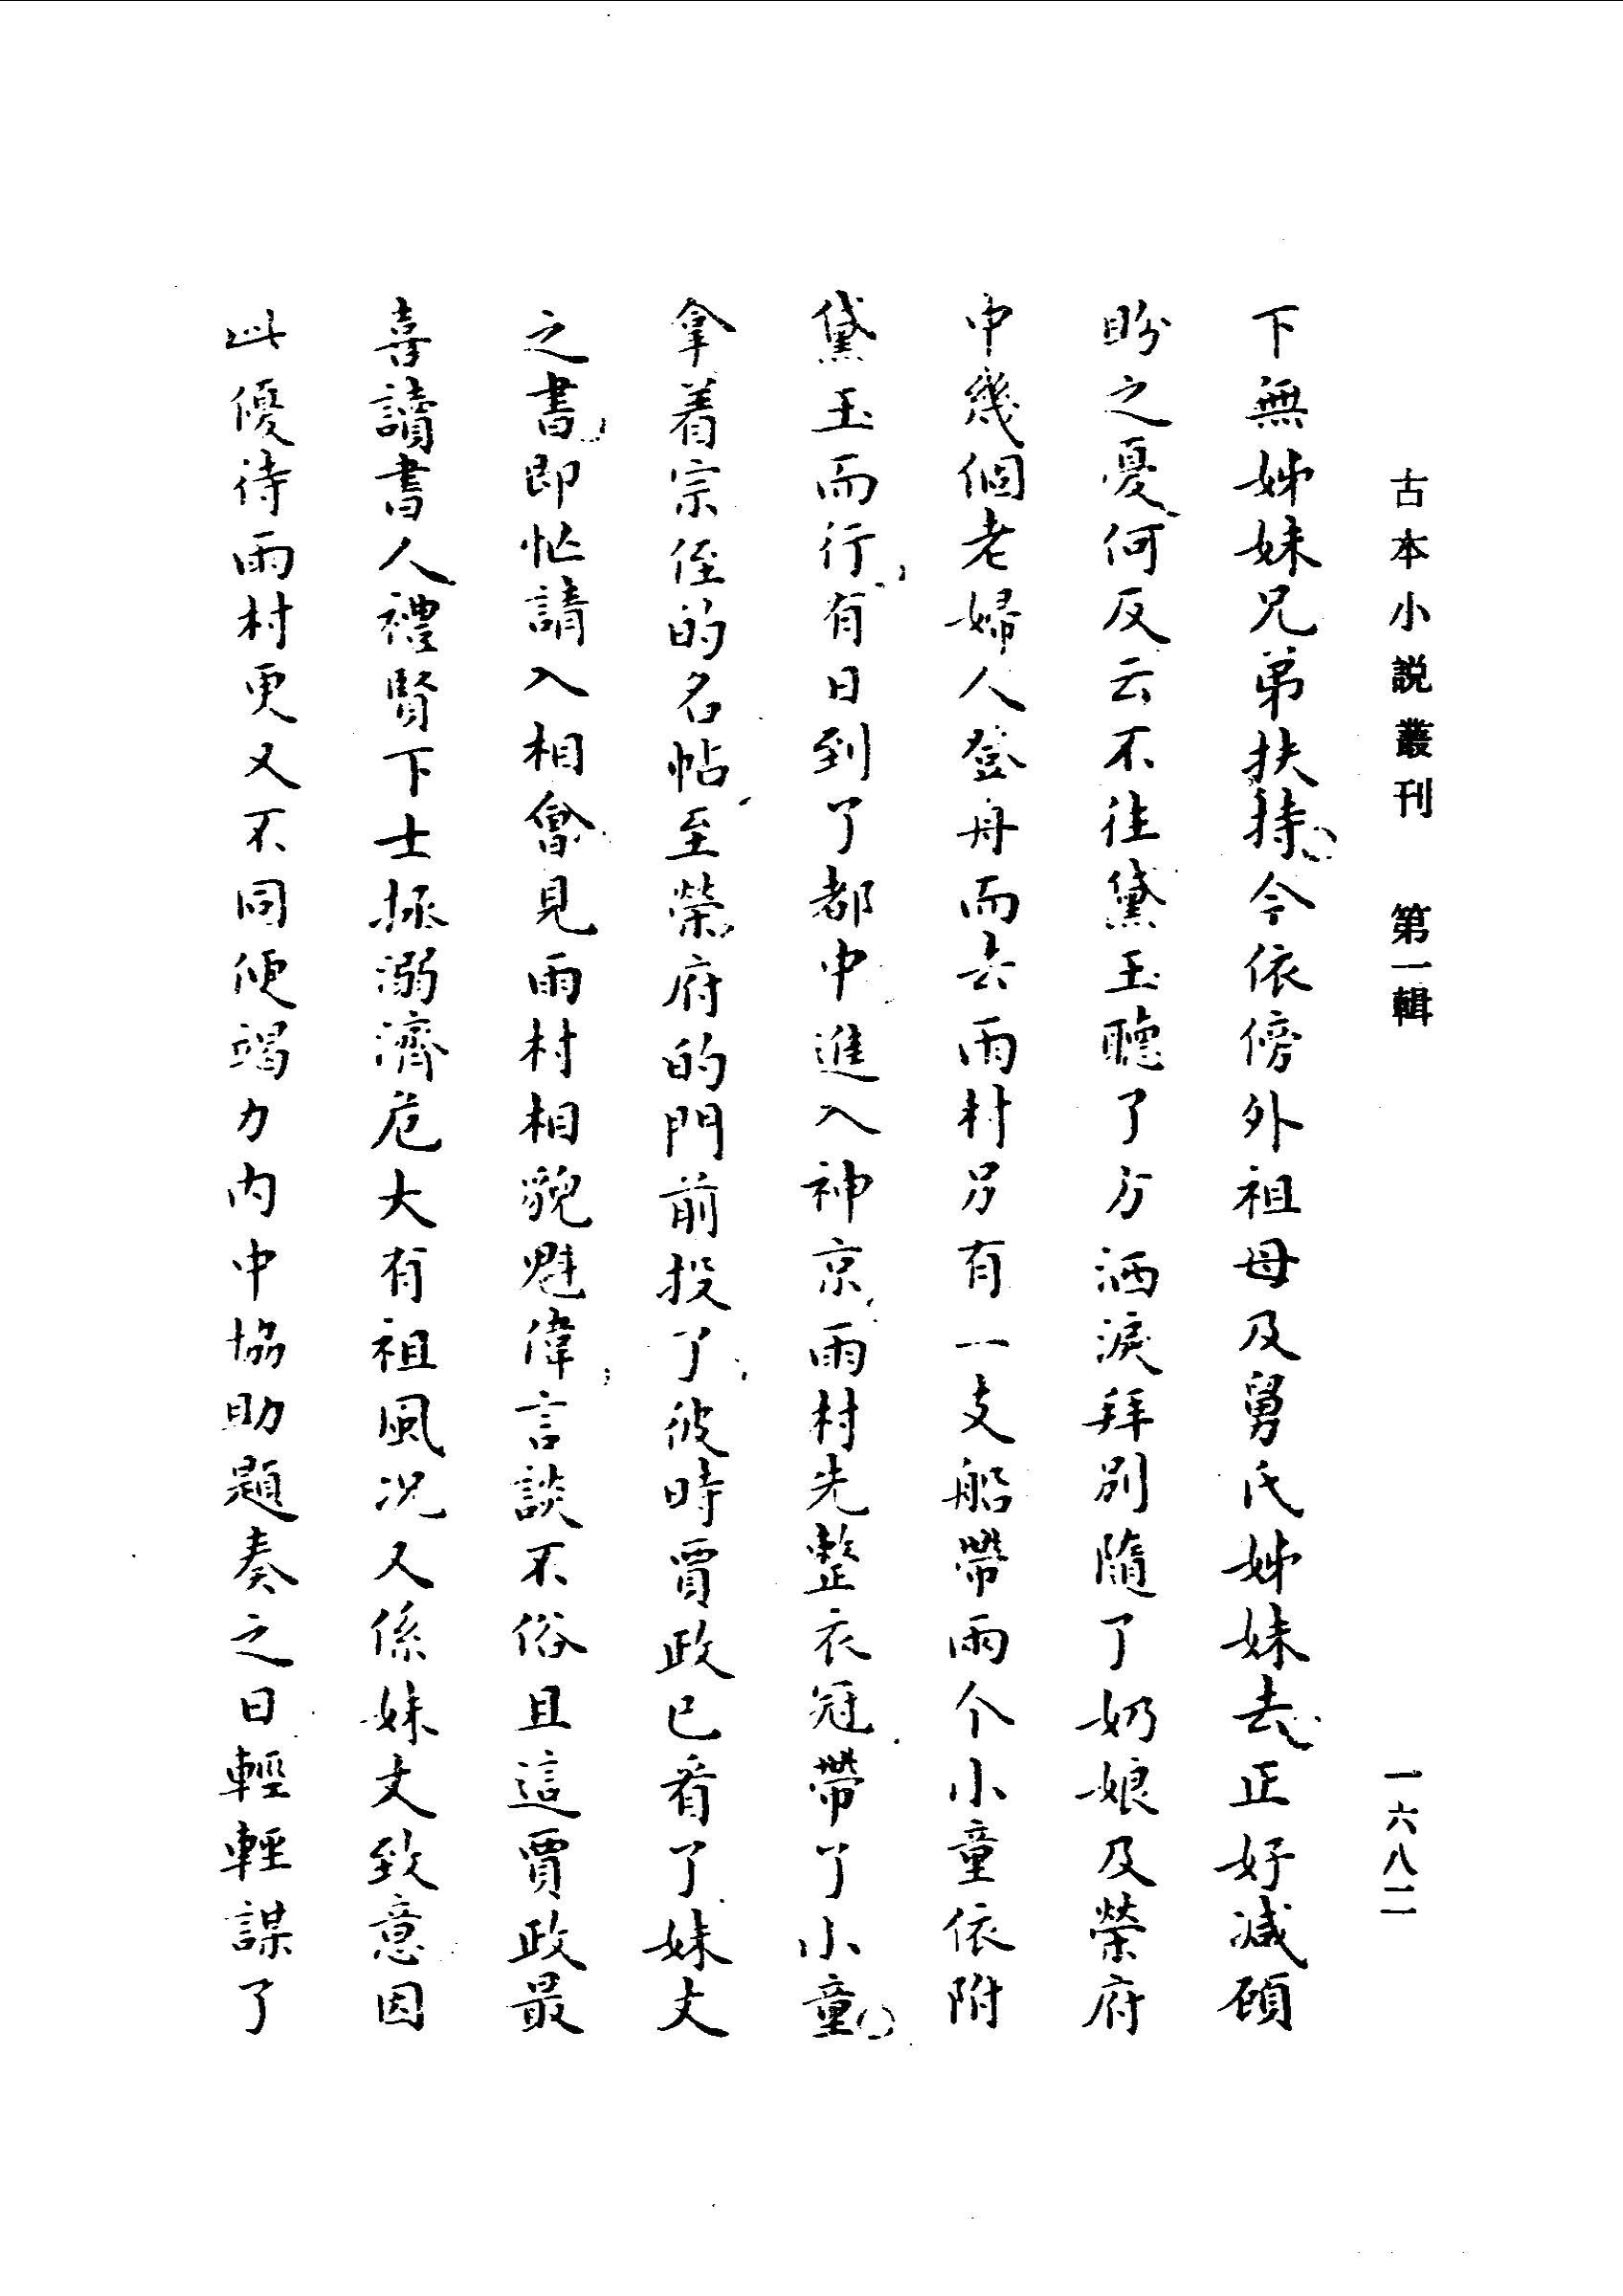 古本小説叢刊 第一輯 一六八二
下無姊妹兄弟扶持今依傍外祖母及舅氏姊妹去正好减顧
盼之憂何反云不往黛玉聽了方洒淚拜别隨了奶娘及榮府
中幾個老婦人登舟而去雨村另有一支船帶両个小童依附
黛玉而行有日到了都中進入神京雨村先整衣冠帶了小童
拿着宗侄的名帖至榮府的門前投了彼時賈政已看了妹丈
之書即忙請入相會見雨村相貌魁偉言談不俗且這賈政最
喜讀書人禮賢下士拯溺濟危大有祖風况又係妹丈致意因
此優待雨村更又不同便竭力内中協助題奏之日輕輕謀了